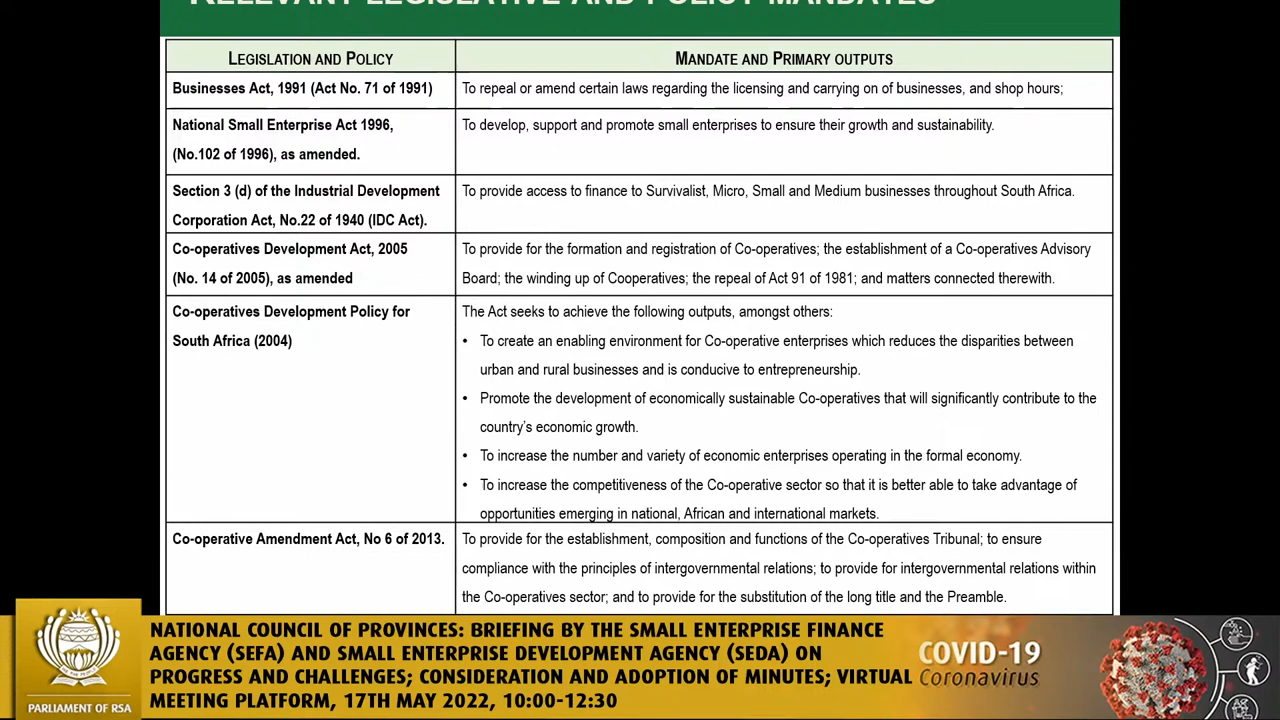 RELEVANT LEGISLATIVE AND POLICY MANDATES
LEGISLATION AND POLICY
MANDATE AND PRIMARY OUTPUTS
Businesses Act, 1991 (Act No. 71 of 1991)
To repeal or amend certain laws regarding the licensing and carrying on of businesses, and shop hours;
National Small Enterprise Act 1996,
(No.102 of 1996), as amended.
To develop, support and promote small enterprises to ensure their growth and sustainability.
Section 3 (d) of the Industrial Development
Corporation Act, No.22 of 1940 (IDC Act).
To provide access to finance to Survivalist, Micro, Small and Medium businesses throughout South Africa.
Co-operatives Development Act, 2005
(No. 14 of 2005), as amended
To provide for the formation and registration of Co-operatives; the establishment of a Co-operatives Advisory
Board; the winding up of Cooperatives; the repeal of Act 91 of 1981; and matters connected therewith.
Co-operatives Development Policy for
South Africa (2004)
The Act seeks to achieve the following outputs, amongst others:
• To create an enabling environment for Co-operative enterprises which reduces the disparities between
urban and rural businesses and is conducive to entrepreneurship.
• Promote the development of economically sustainable Co-operatives that will significantly contribute to the
country's economic growth.
• To increase the number and variety of economic enterprises operating in the formal economy.
• To increase the competitiveness of the Co-operative sector so that it is better able to take advantage of
opportunities emerging in national, African and international markets.
Co-operative Amendment Act, No 6 of 2013.
To provide for the establishment, composition and functions of the Co-operatives Tribunal; to ensure
compliance with the principles of intergovernmental relations; to provide for intergovernmental relations within
the Co-operatives sector; and to provide for the substitution of the long title and the Preamble.
NATIONAL COUNCIL OF PROVINCES: BRIEFING BY THE SMALL ENTERPRISE FINANCE
AGENCY (SEFA) AND SMALL ENTERPRISE DEVELOPMENT AGENCY (SEDA) ON
PROGRESS AND CHALLENGES; CONSIDERATION AND ADOPTION OF MINUTES; VIRTUAL
MEETING PLATFORM, 17TH MAY 2022, 10:00-12:30
PARLIAMENT OF RSA
COVID-19
Coronavirus